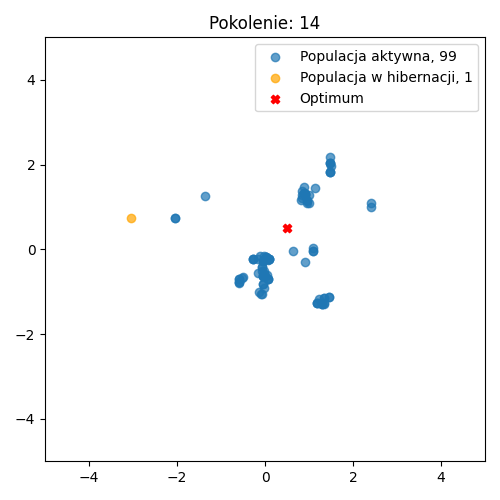 Pokolenie: 14
Populacja aktywna, 99
Populacja w hibernacji, 1
Optimum
4
2
0
−2
−4
−4 −2 0 2 4